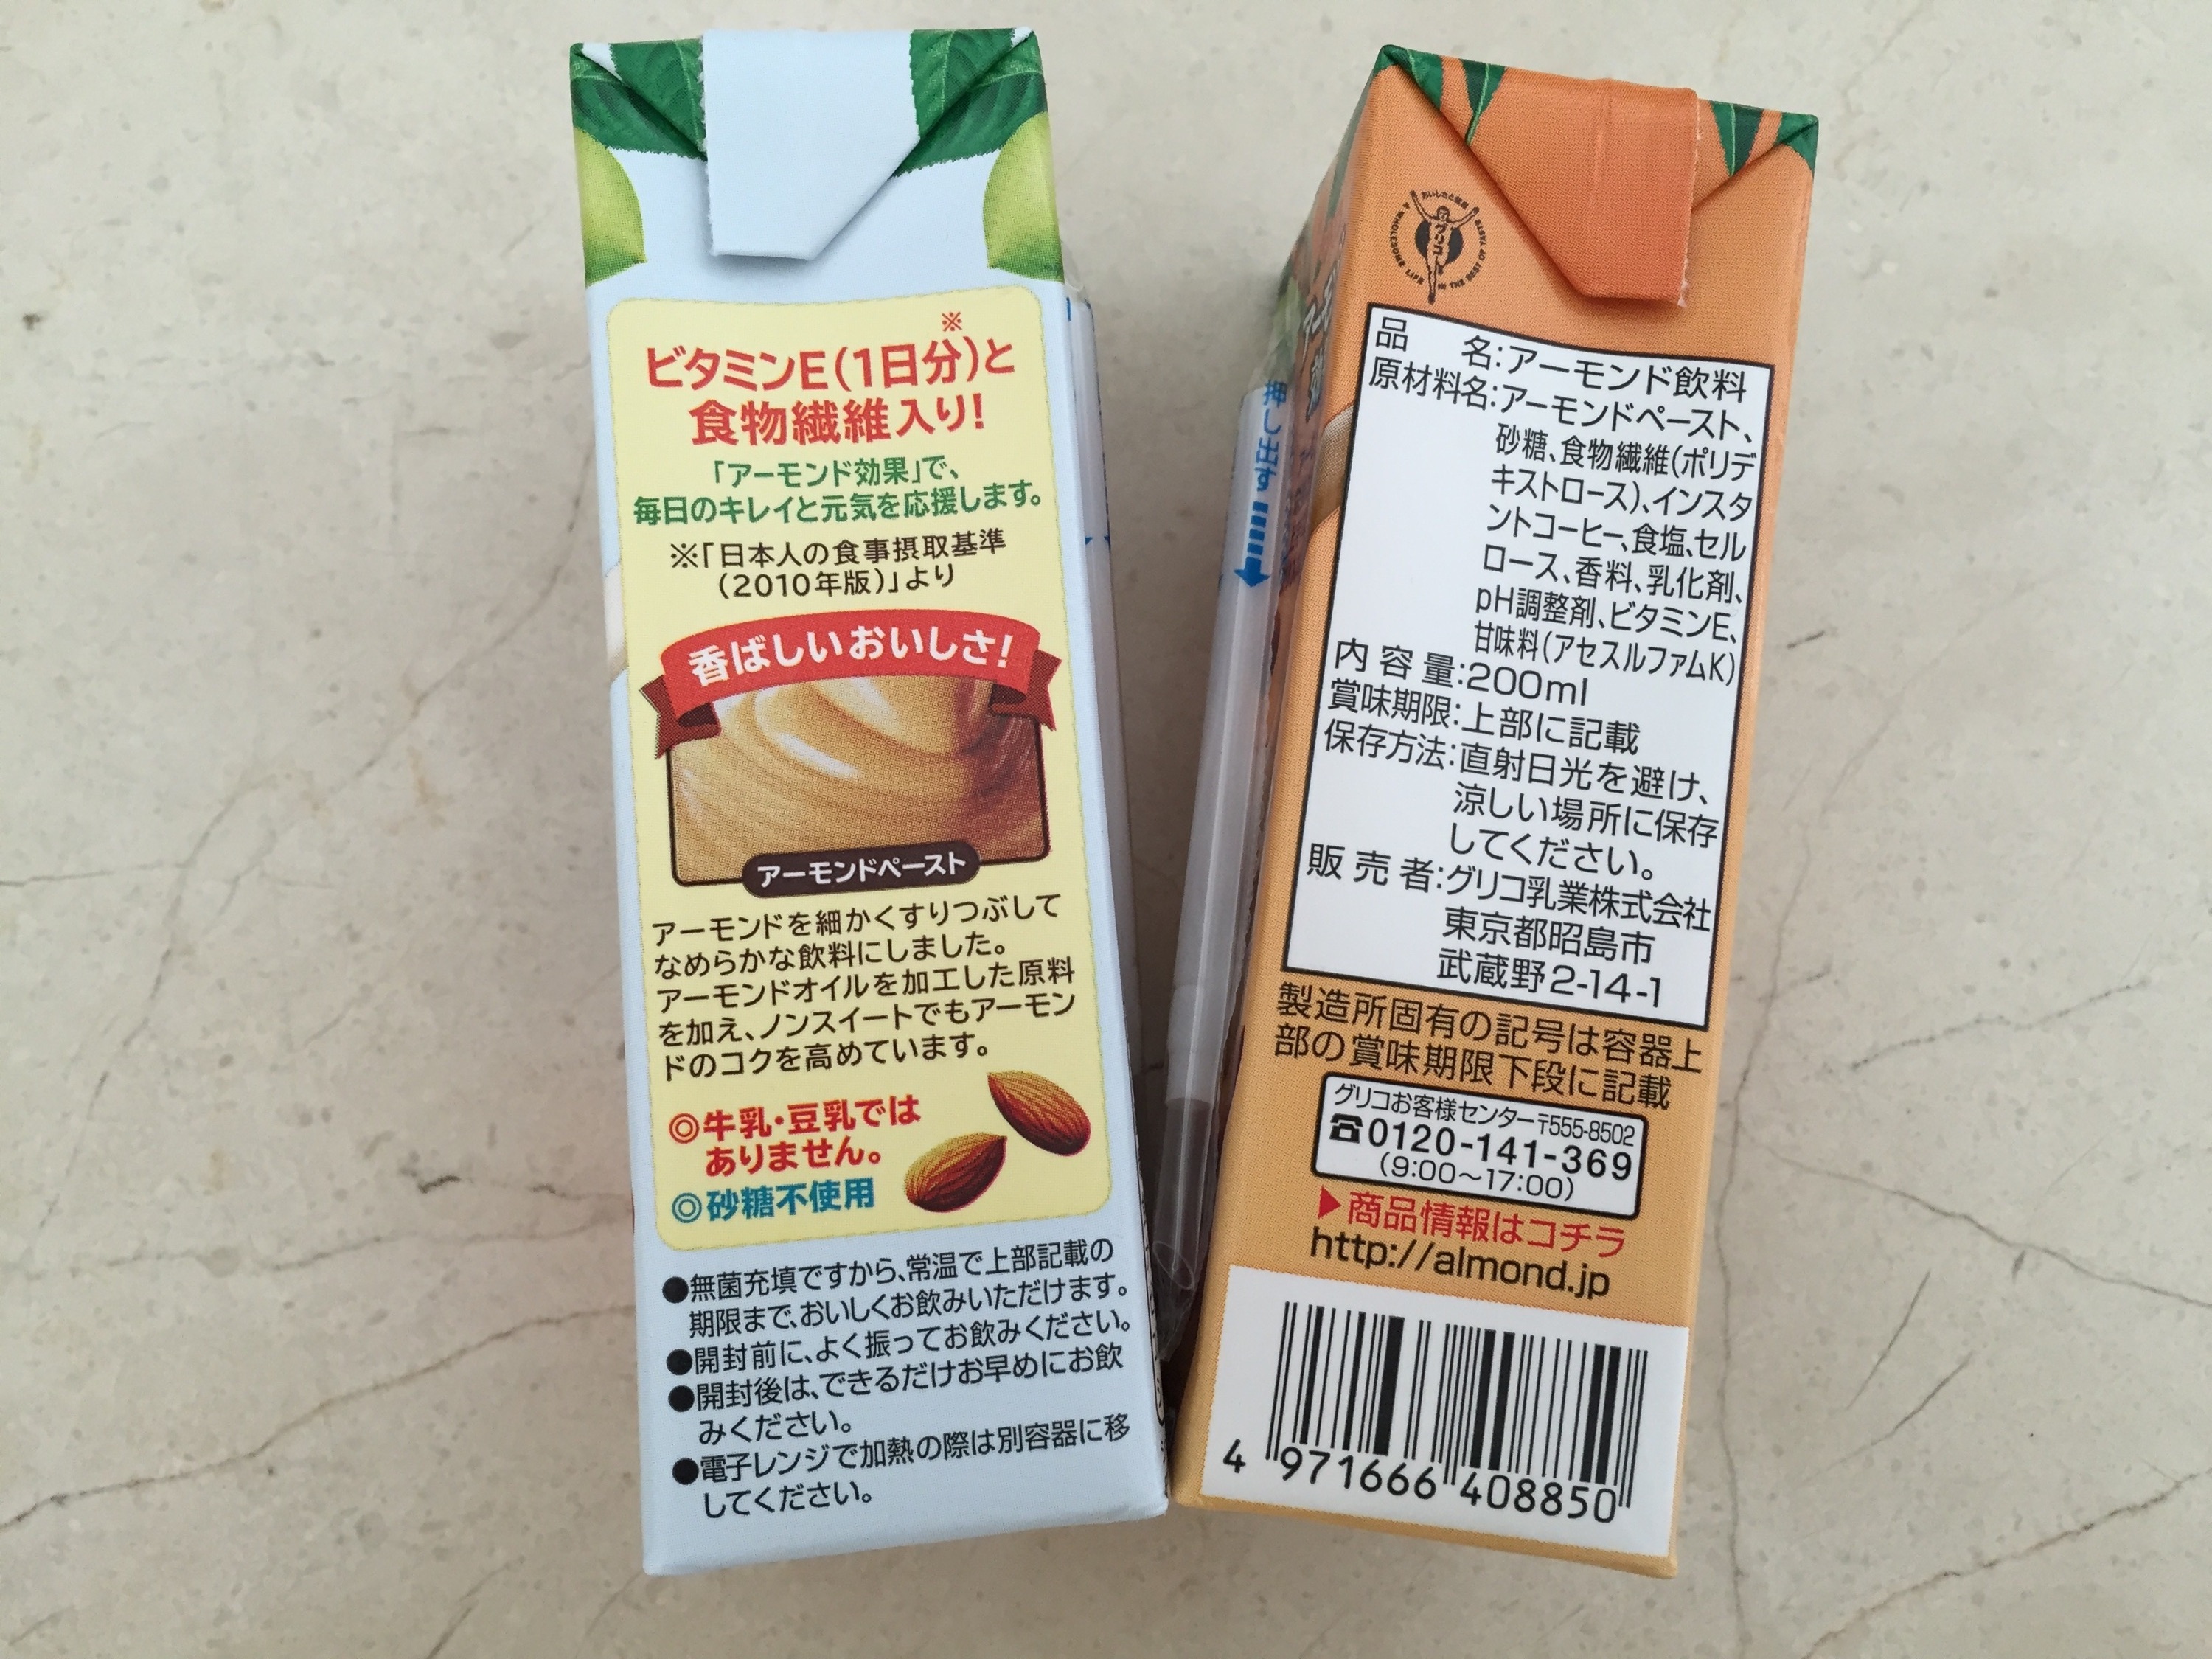 ※
ビタミンE(1日分)と
食物繊維入り!
「アーモンド効果」で、
毎日のキレイと元気を応援します。
※「日本人の食事摂取基準
(2010年版)」より
香ばしいおいしさ!
アーモンドペースト
アーモンドを細かくすりつぶして
なめらかな飲料にしました。
アーモンドオイルを加工した原料
を加え、ノンスイートでもアーモン
ドのコクを高めています。
◎牛乳・豆乳では
ありません。
◎砂糖不使用
●無菌充填ですから、常温で上部記載の
期限まで、おいしくお飲みいただけます。
●開封前に、よく振ってお飲みください。
●開封後は、できるだけお早めにお飲
みください。
●電子レンジで加熱の際は別容器に移
してください。
押し出す
おいしさと健康
グリコ
A WHOLESOME LIFE IN THE BEST OF TASTE
品名:アーモンド飲料
原材料名:アーモンドペースト、
砂糖、食物繊維(ポリデ
キストロース)、インスタ
ントコーヒー、食塩、セル
ロース、香料、乳化剤、
pH調整剤、ビタミンE、
甘味料(アセスルファムK)
内容量:200ml
賞味期限:上部に記載
保存方法:直射日光を避け、
涼しい場所に保存
してください。
販売者:グリコ乳業株式会社
東京都昭島市
武蔵野2-14-1
製造所固有の記号は容器上
部の賞味期限下段に記載
グリコお客様センター〒555-8502
☎0120-141-369
(9:00〜17:00)
▶商品情報はコチラ
http://almond.jp
4 971666 408850